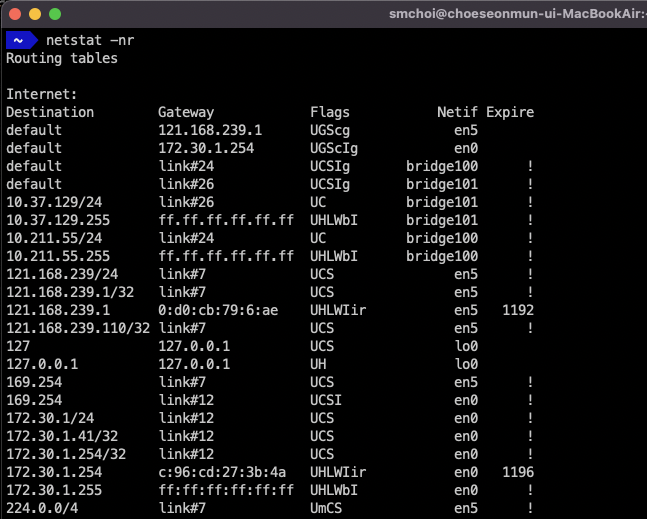 smchoi@choeseonmun-ui-MacBookAir:
~ netstat -nr
Routing tables
Internet:
Destination Gateway Flags Netif Expire
default 121.168.239.1 UGScg en5
default 172.30.1.254 UGScIg en0
default link#24 UCSIg bridge100 !
default link#26 UCSIg bridge101 !
10.37.129/24 link#26 UC bridge101 !
10.37.129.255 ff.ff.ff.ff.ff.ff UHLWbI bridge101 !
10.211.55/24 link#24 UC bridge100 !
10.211.55.255 ff.ff.ff.ff.ff.ff UHLWbI bridge100 !
121.168.239/24 link#7 UCS en5 !
121.168.239.1/32 link#7 UCS en5 !
121.168.239.1 0:d0:cb:79:6:ae UHLWIir en5 1192
121.168.239.110/32 link#7 UCS en5 !
127 127.0.0.1 UCS lo0
127.0.0.1 127.0.0.1 UH lo0
169.254 link#7 UCS en5 !
169.254 link#12 UCSI en0 !
172.30.1/24 link#12 UCS en0 !
172.30.1.41/32 link#12 UCS en0 !
172.30.1.254/32 link#12 UCS en0 !
172.30.1.254 c:96:cd:27:3b:4a UHLWIir en0 1196
172.30.1.255 ff:ff:ff:ff:ff:ff UHLWbI en0 !
224.0.0/4 link#7 UmCS en5 !